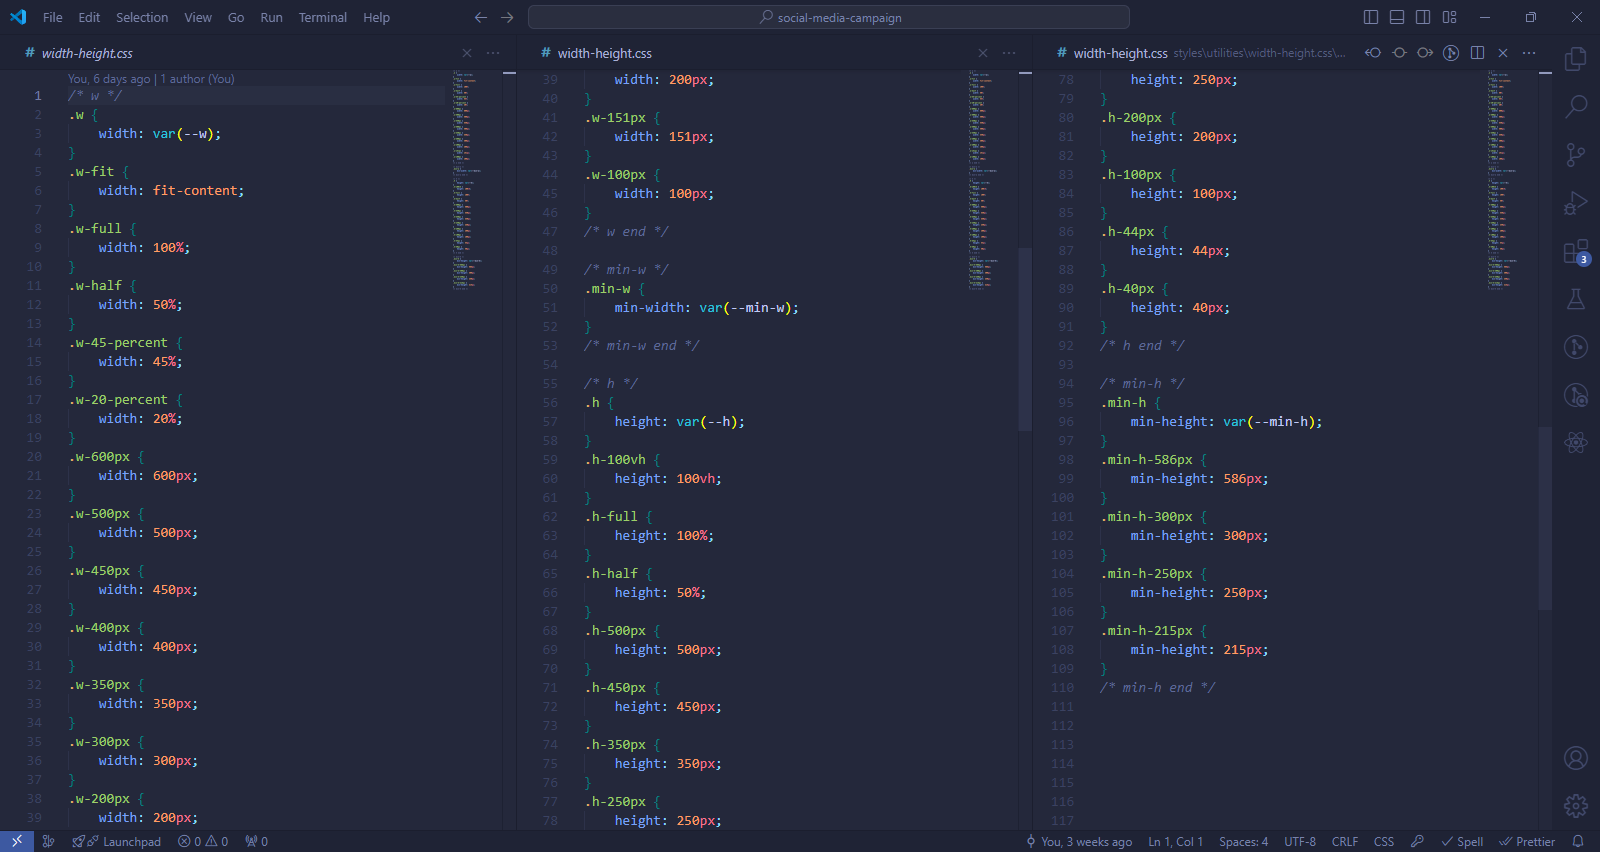 File Edit Selection View Go Run Terminal Help
social-media-campaign
# width-height.css
You, 6 days ago | 1 author (You)
1 /* w */
2 .w {
3 width: var(--w);
4 }
5 .w-fit {
6 width: fit-content;
7 }
8 .w-full {
9 width: 100%;
10 }
11 .w-half {
12 width: 50%;
13 }
14 .w-45-percent {
15 width: 45%;
16 }
17 .w-20-percent {
18 width: 20%;
19 }
20 .w-600px {
21 width: 600px;
22 }
23 .w-500px {
24 width: 500px;
25 }
26 .w-450px {
27 width: 450px;
28 }
29 .w-400px {
30 width: 400px;
31 }
32 .w-350px {
33 width: 350px;
34 }
35 .w-300px {
36 width: 300px;
37 }
38 .w-200px {
39 width: 200px;
# width-height.css
39 width: 200px;
40 }
41 .w-151px {
42 width: 151px;
43 }
44 .w-100px {
45 width: 100px;
46 }
47 /* w end */
48
49 /* min-w */
50 .min-w {
51 min-width: var(--min-w);
52 }
53 /* min-w end */
54
55 /* h */
56 .h {
57 height: var(--h);
58 }
59 .h-100vh {
60 height: 100vh;
61 }
62 .h-full {
63 height: 100%;
64 }
65 .h-half {
66 height: 50%;
67 }
68 .h-500px {
69 height: 500px;
70 }
71 .h-450px {
72 height: 450px;
73 }
74 .h-350px {
75 height: 350px;
76 }
77 .h-250px {
78 height: 250px;
# width-height.css styles\utilities\width-height.css\...
78 height: 250px;
79 }
80 .h-200px {
81 height: 200px;
82 }
83 .h-100px {
84 height: 100px;
85 }
86 .h-44px {
87 height: 44px;
88 }
89 .h-40px {
90 height: 40px;
91 }
92 /* h end */
93
94 /* min-h */
95 .min-h {
96 min-height: var(--min-h);
97 }
98 .min-h-586px {
99 min-height: 586px;
100 }
101 .min-h-300px {
102 min-height: 300px;
103 }
104 .min-h-250px {
105 min-height: 250px;
106 }
107 .min-h-215px {
108 min-height: 215px;
109 }
110 /* min-h end */
111
112
113
114
115
116
117
3
Launchpad 0 0 0 You, 3 weeks ago Ln 1, Col 1 Spaces: 4 UTF-8 CRLF CSS Spell Prettier